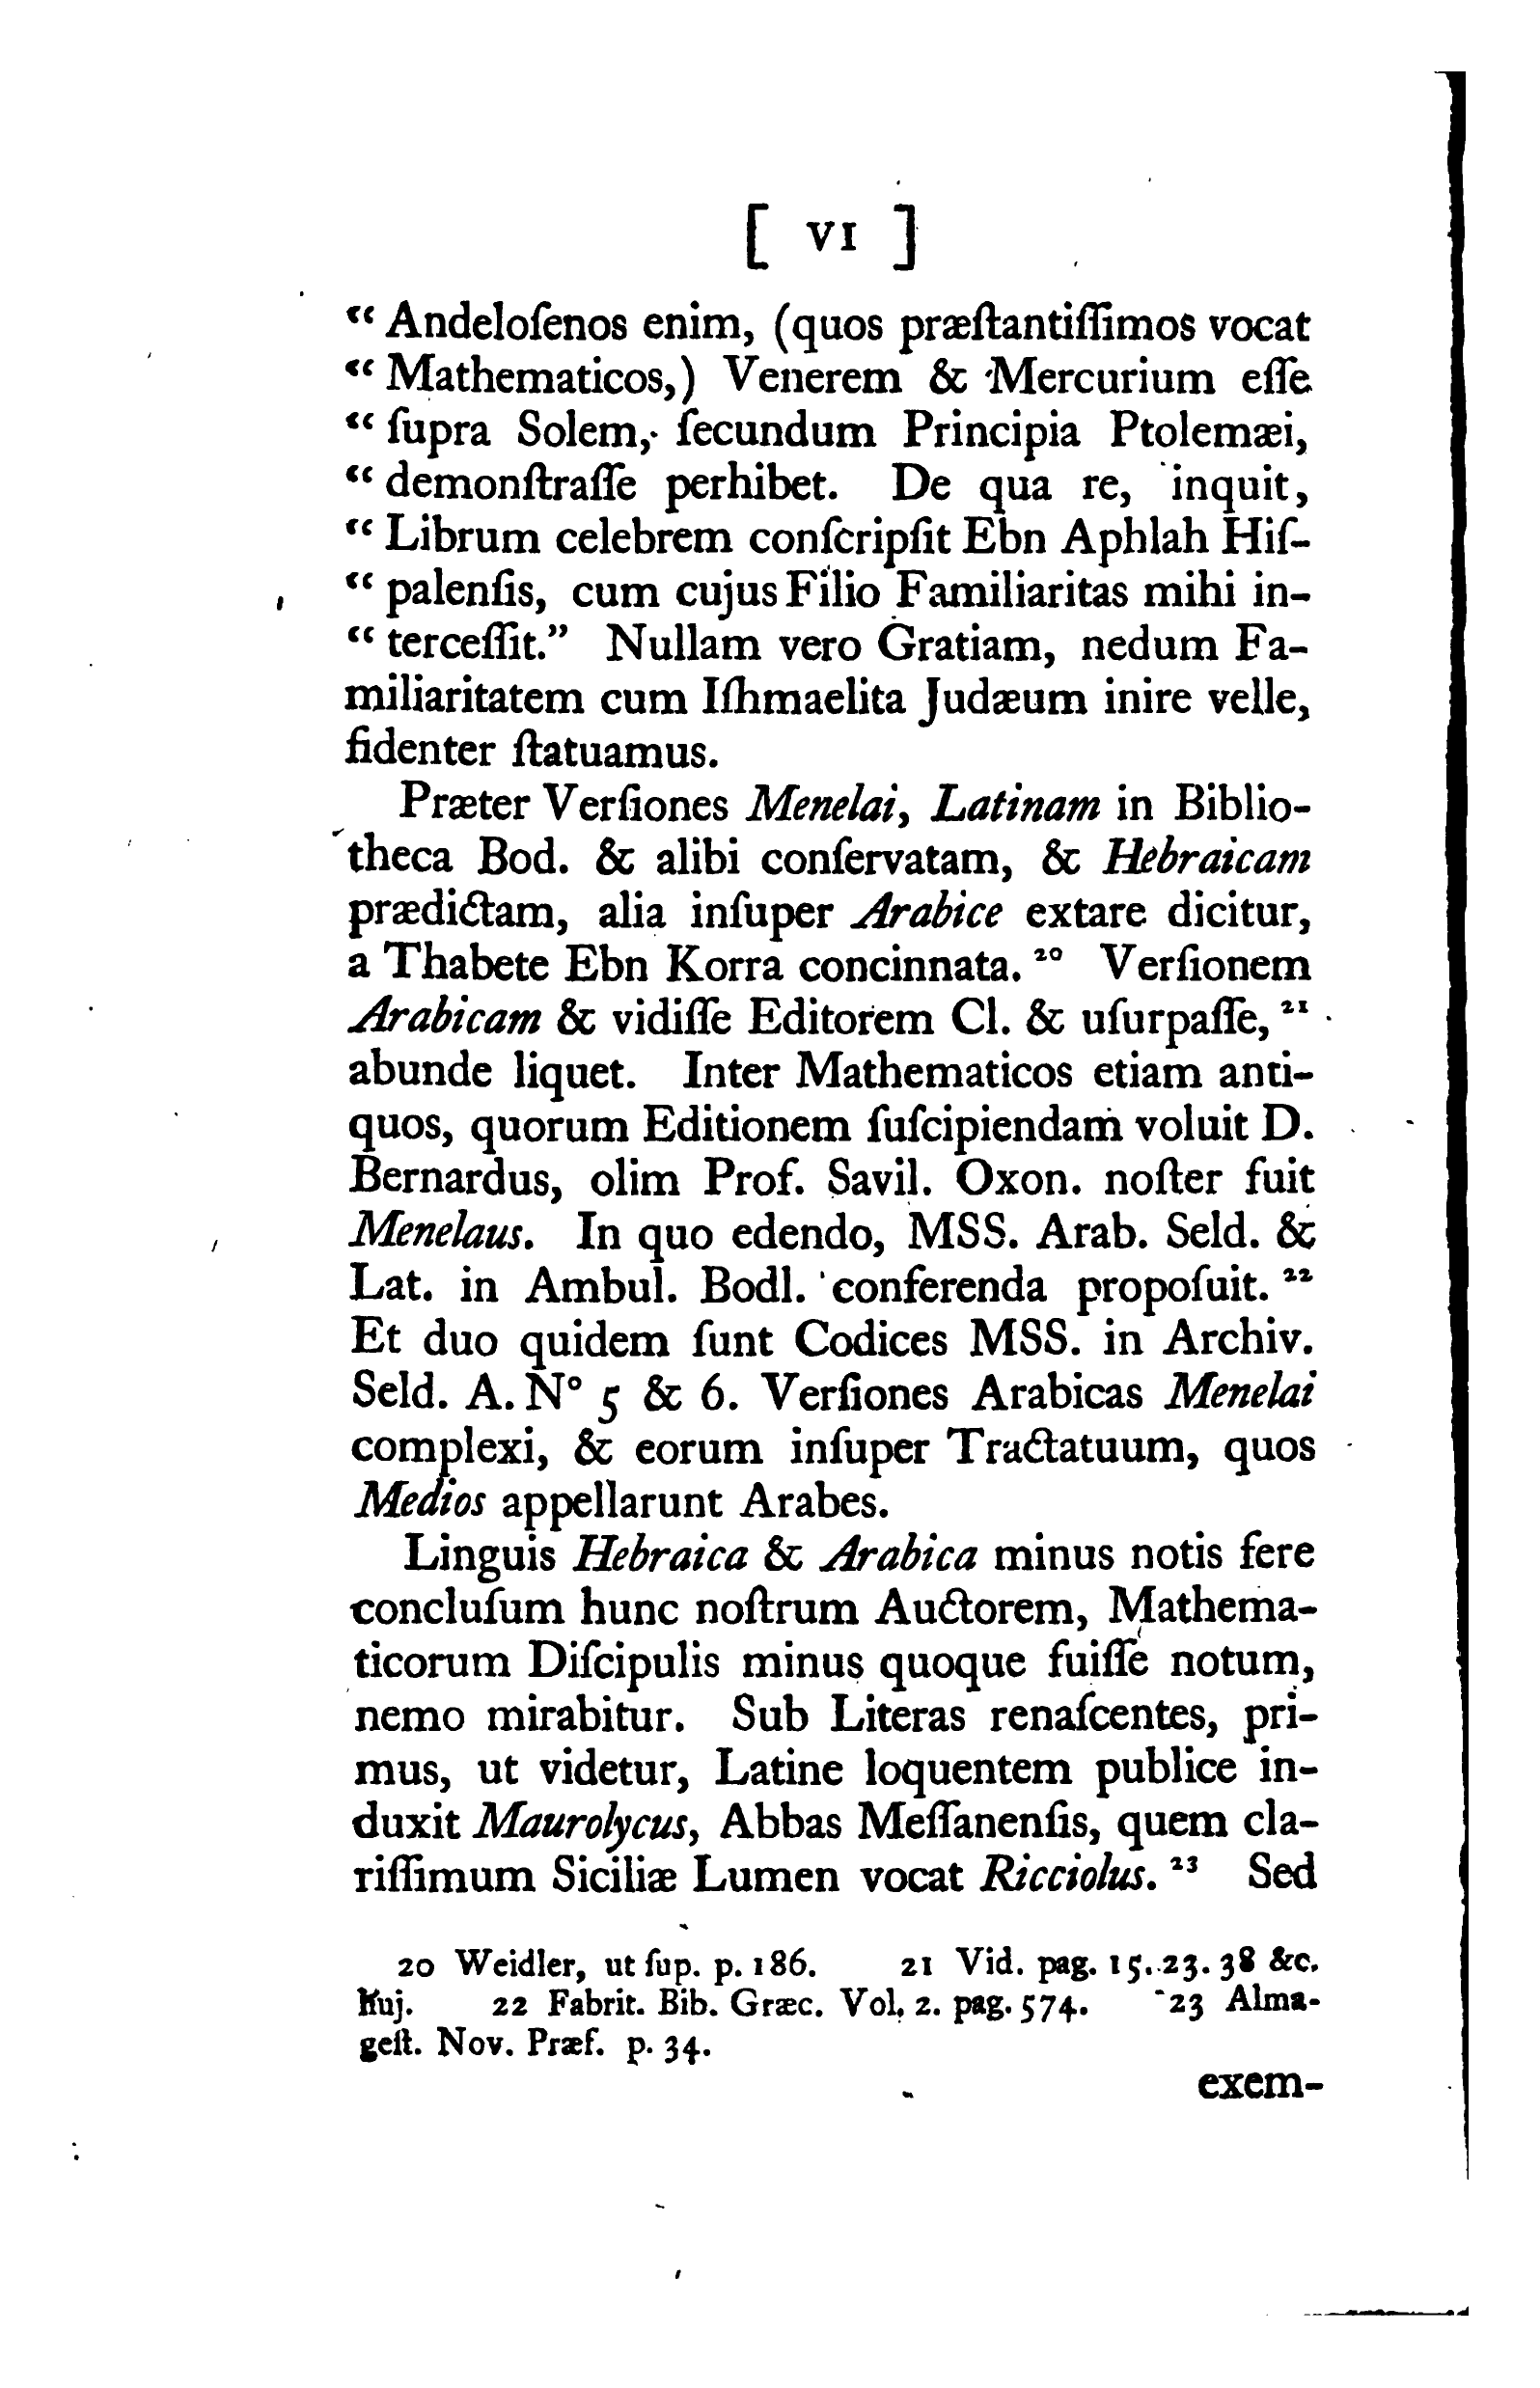 [ VI ]
“ Andeloſenos enim, (quos præſtantiſſimos vocat
“ Mathematicos,) Venerem & Mercurium eſſe
“ ſupra Solem, ſecundum Principia Ptolemæi,
“ demonſtraſſe perhibet. De qua re, inquit,
“ Librum celebrem conſcripſit Ebn Aphlah Hiſ-
“ palenſis, cum cujus Filio Familiaritas mihi in-
“ terceſſit.” Nullam vero Gratiam, nedum Fa-
miliaritatem cum Iſhmaelita Judæum inire velle,
fidenter ſtatuamus.
Præter Verſiones Menelai, Latinam in Biblio-
theca Bod. & alibi conſervatam, & Hebraicam
prædictam, alia inſuper Arabice extare dicitur,
a Thabete Ebn Korra concinnata. ²⁰ Verſionem
Arabicam & vidiſſe Editorem Cl. & uſurpaſſe, ²¹
abunde liquet. Inter Mathematicos etiam anti-
quos, quorum Editionem ſuſcipiendam voluit D.
Bernardus, olim Prof. Savil. Oxon. noſter fuit
Menelaus. In quo edendo, MSS. Arab. Seld. &
Lat. in Ambul. Bodl. conferenda propoſuit. ²²
Et duo quidem ſunt Codices MSS. in Archiv.
Seld. A. N° 5 & 6. Verſiones Arabicas Menelai
complexi, & eorum inſuper Tractatuum, quos
Medios appellarunt Arabes.
Linguis Hebraica & Arabica minus notis fere
concluſum hunc noſtrum Auctorem, Mathema-
ticorum Diſcipulis minus quoque fuiſſe notum,
nemo mirabitur. Sub Literas renaſcentes, pri-
mus, ut videtur, Latine loquentem publice in-
duxit Maurolycus, Abbas Meſſanenſis, quem cla-
riſſimum Siciliæ Lumen vocat Ricciolus. ²³ Sed
20 Weidler, ut ſup. p. 186. 21 Vid. pag. 15. 23. 38 &c.
Huj. 22 Fabrit. Bib. Græc. Vol. 2. pag. 574. 23 Alma-
geſt. Nov. Præf. p. 34.
exem-